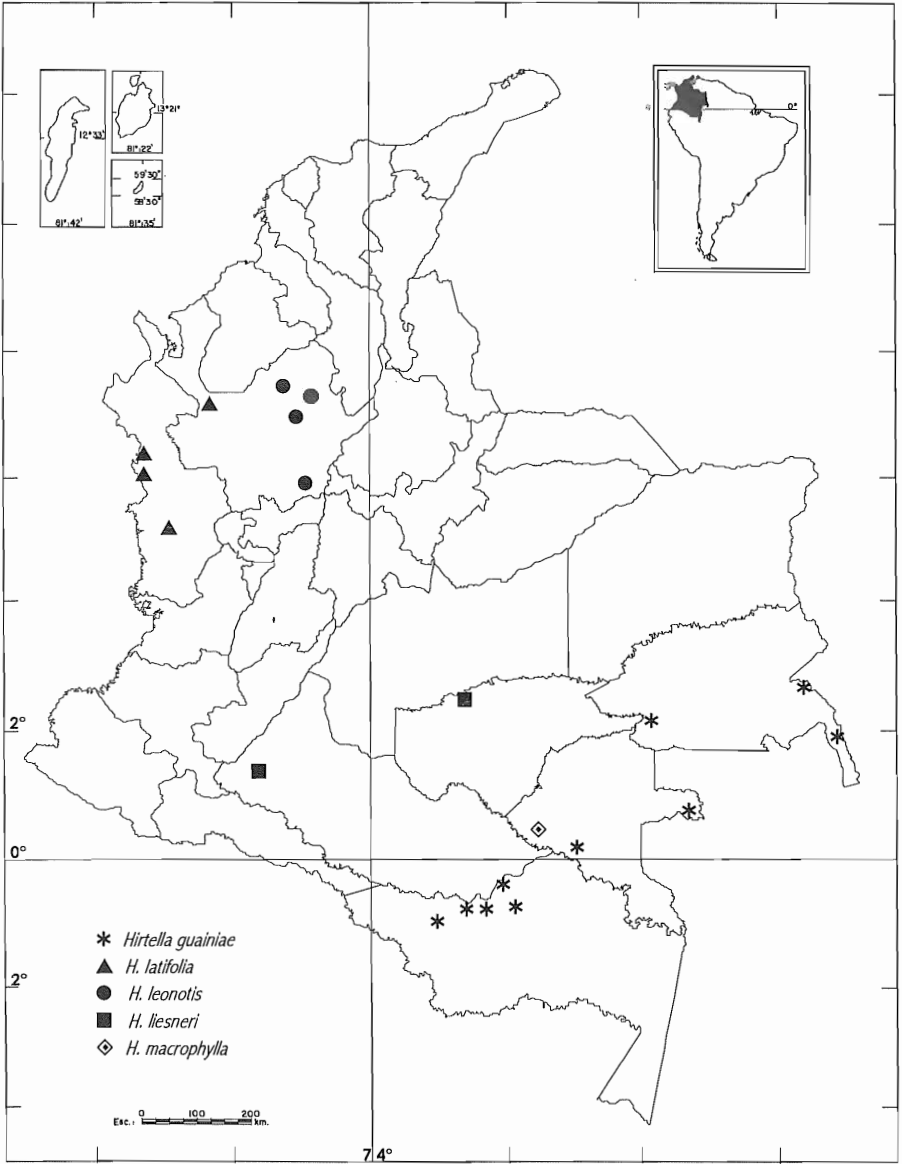 12°33'
81°:42'
13°21'
81°:22'
59'30"
58'30"
81°:35'
0°
2°
0°
2°
Hirtella guainiae
H. latifolia
H. leonotis
H. liesneri
H. macrophylla
0 100 200
Esc.: km.
74°